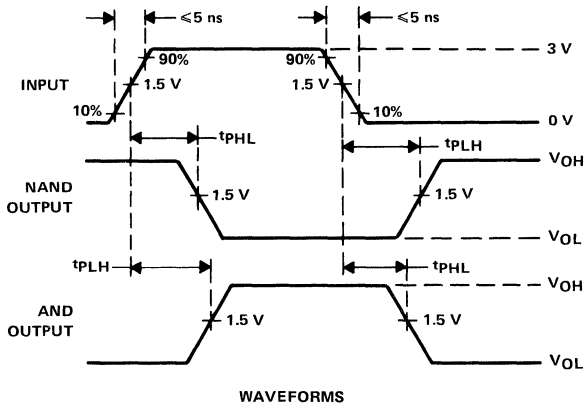 ≤5 ns ≤5 ns
90% 90% 3 V
INPUT 1.5 V 1.5 V
10% 10% 0 V
tPHL tPLH
VOH
NAND
OUTPUT 1.5 V 1.5 V
VOL
tPLH tPHL
VOH
AND
OUTPUT 1.5 V 1.5 V
VOL
WAVEFORMS